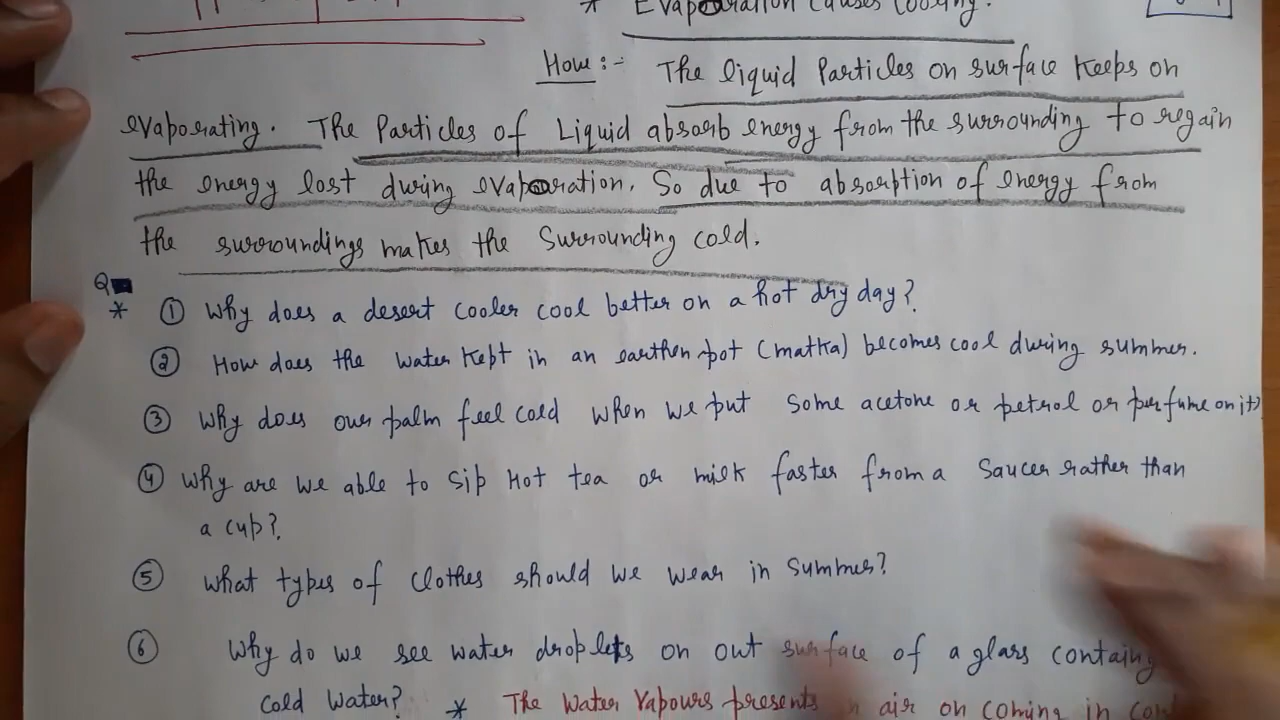 * Evaporation Causes Cooling.
How :- The liquid Particles on surface Keeps on
evaporating. The Particles of Liquid absorb energy from the surrounding to regain
the energy lost during evaporation. So due to absorption of energy from
the surroundings makes the Surrounding cold.
Q
* ① Why does a desert cooler cool better on a hot dry day?
② How does the water kept in an earthen pot (matka) becomes cool during summer.
③ Why does our palm feel cold when we put some acetone or petrol or perfume on it?
④ Why are we able to sip Hot tea or milk faster from a Saucer rather than
a cup?
⑤ What types of clothes should we wear in Summer?
⑥ Why do we see water droplets on out surface of a glass
cold water? * The Water Vapours presents air on coming in